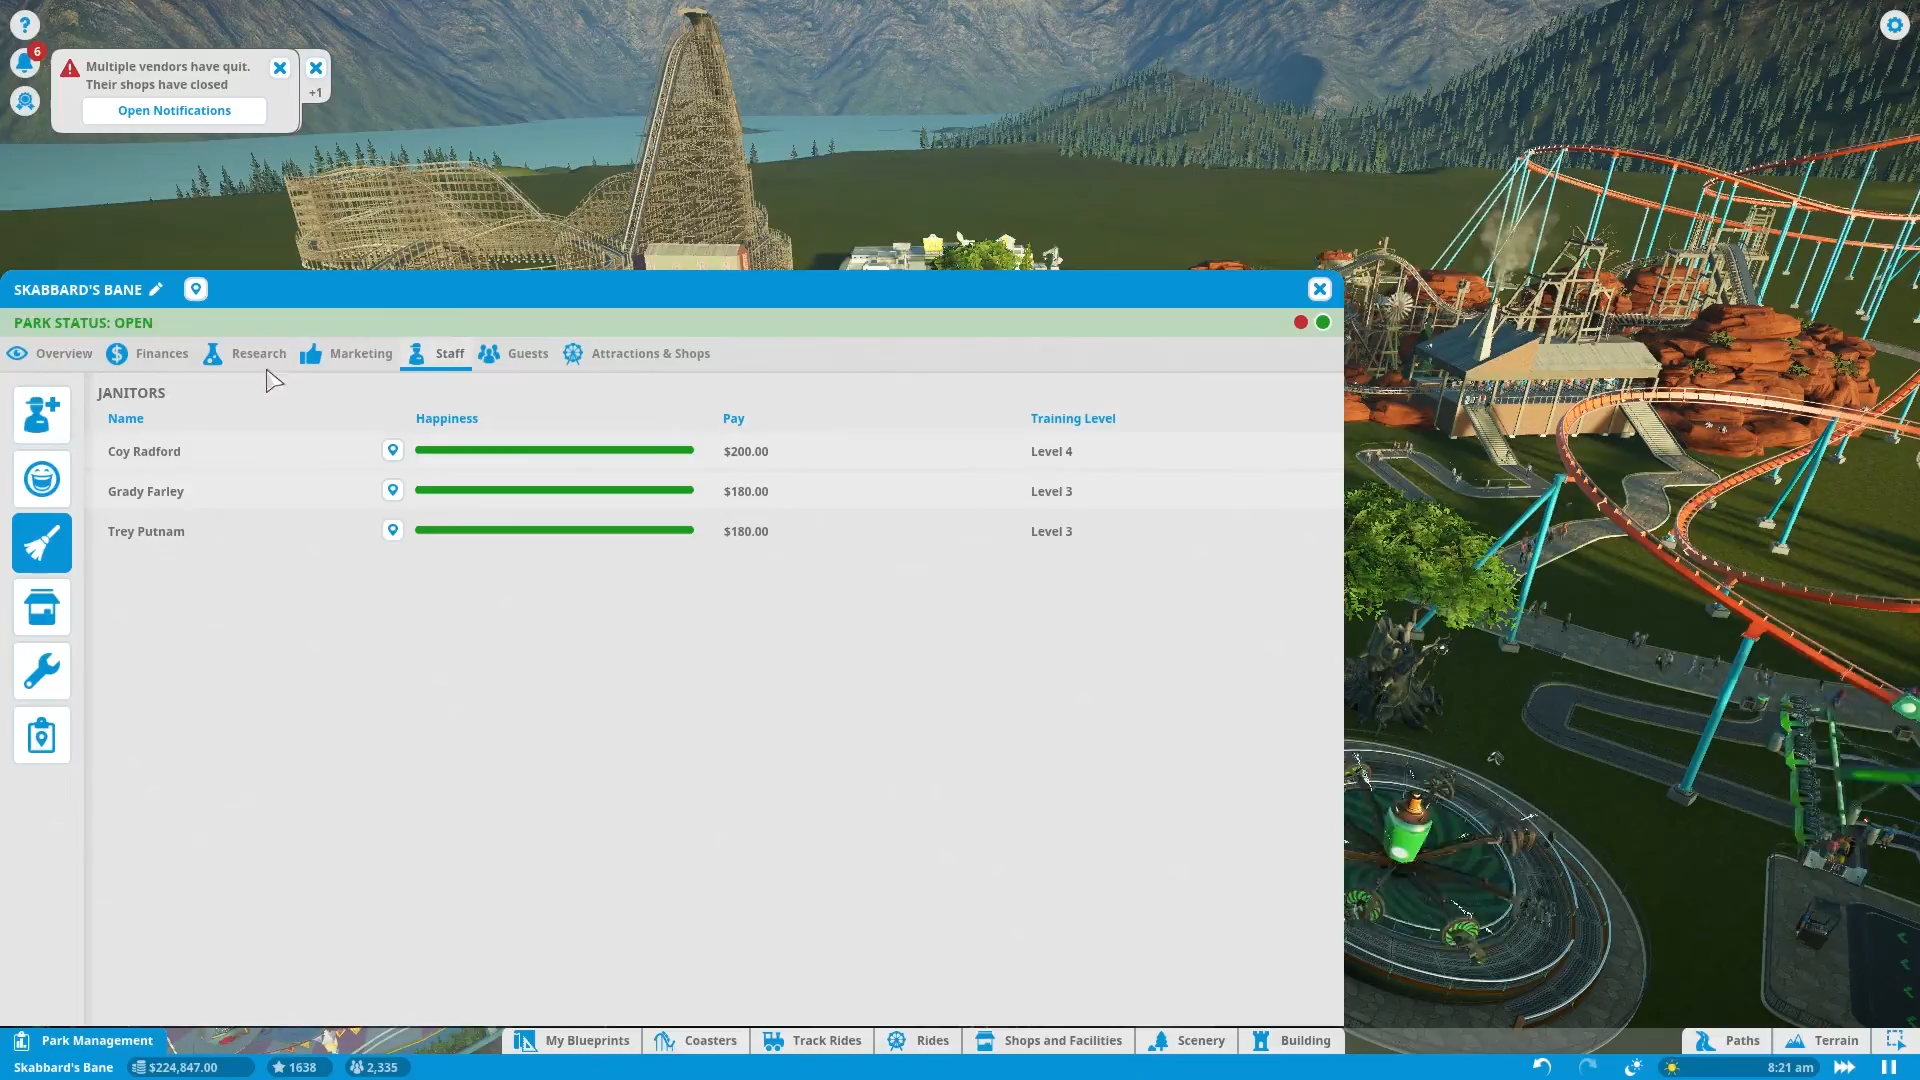 ?
6
Multiple vendors have quit.
Their shops have closed
Open Notifications
+1
SKABBARD'S BANE
PARK STATUS: OPEN
Overview
Finances
Research
Marketing
Staff
Guests
Attractions & Shops
JANITORS
Name Happiness Pay Training Level
Coy Radford $200.00 Level 4
Grady Farley $180.00 Level 3
Trey Putnam $180.00 Level 3
Park Management
My Blueprints
Coasters
Track Rides
Rides
Shops and Facilities
Scenery
Building
Paths
Terrain
Skabbard's Bane
$224,847.00
1638
2,335
8:21 am